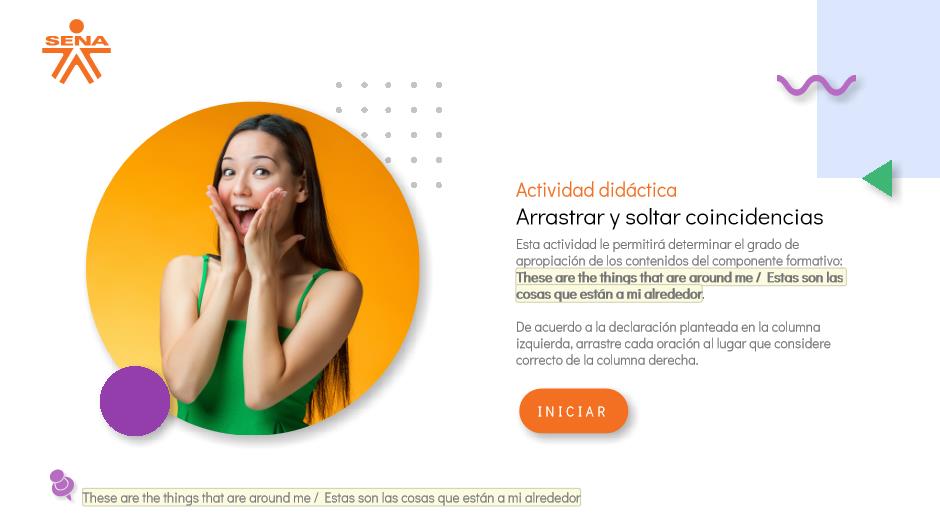 SENA
Actividad didáctica
Arrastrar y soltar coincidencias
Esta actividad le permitirá determinar el grado de
apropiación de los contenidos del componente formativo:
These are the things that are around me / Estas son las
cosas que están a mi alrededor.
De acuerdo a la declaración planteada en la columna
izquierda, arrastre cada oración al lugar que considere
correcto de la columna derecha.
INICIAR
These are the things that are around me / Estas son las cosas que están a mi alrededor